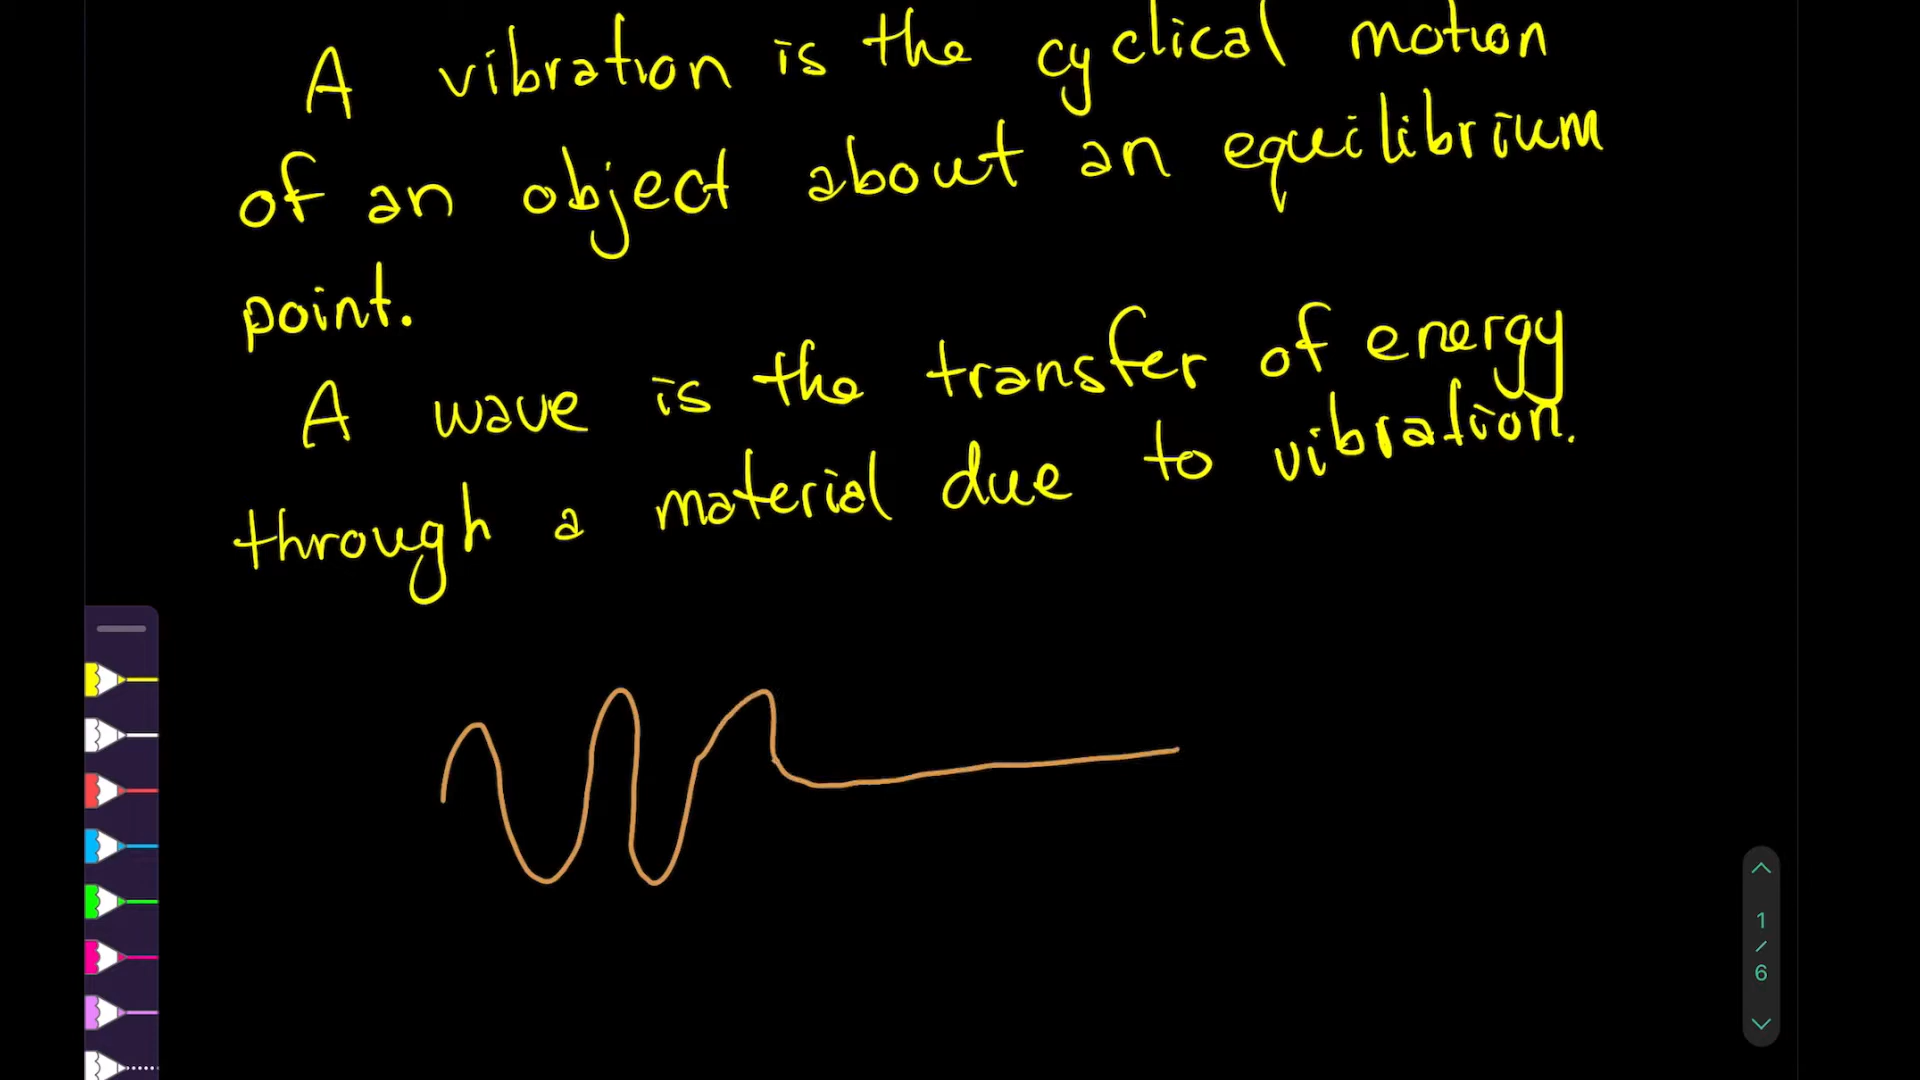 A vibration is the cyclical motion
of an object about an equilibrium
point.
A wave is the transfer of energy
through a material due to vibration.
1
/
6